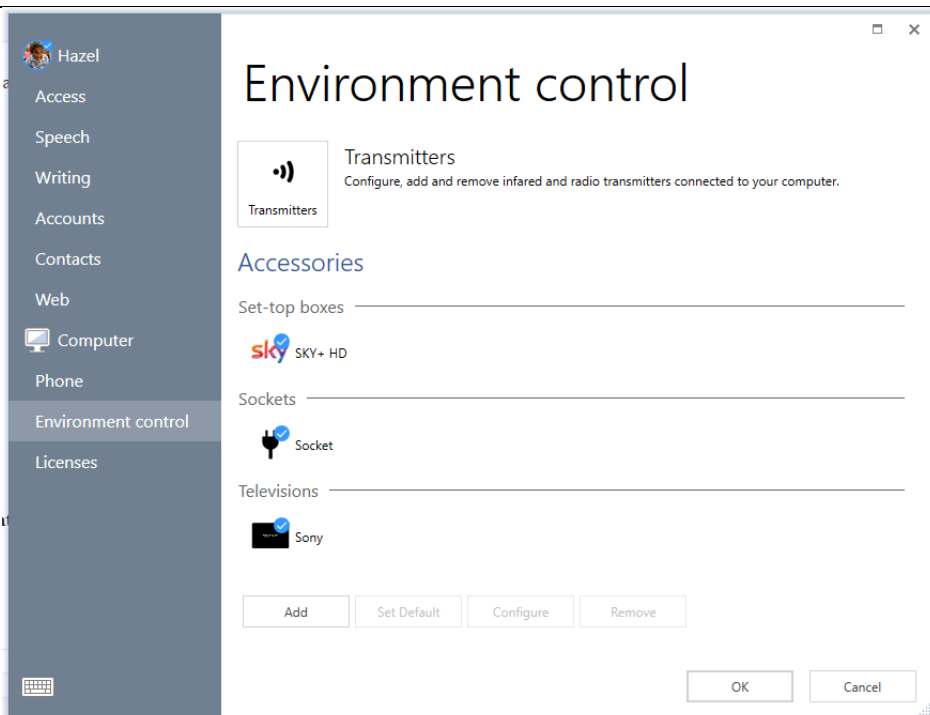 Hazel
Access
Speech
Writing
Accounts
Contacts
Web
Computer
Phone
Environment control
Licenses
Environment control
Transmitters
Transmitters
Configure, add and remove infared and radio transmitters connected to your computer.
Accessories
Set-top boxes
sky SKY+ HD
Sockets
Socket
Televisions
Sony
Add Set Default Configure Remove
OK Cancel